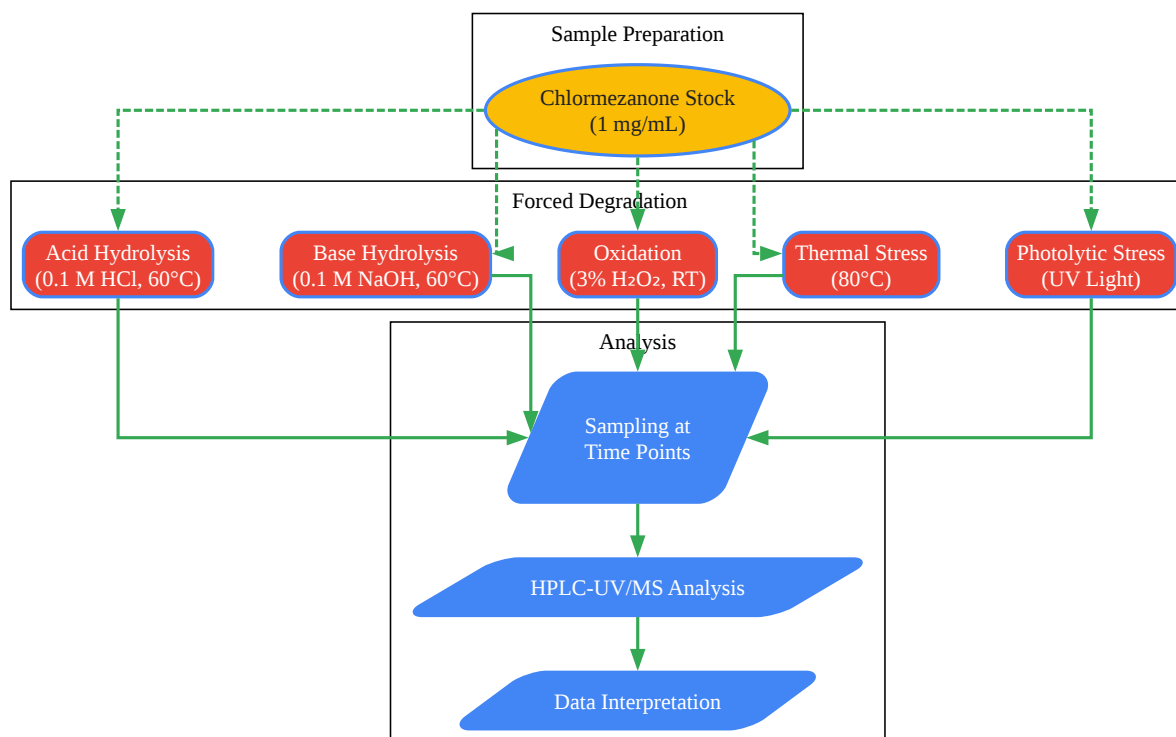 Sample Preparation
Chlormezanone Stock
(1 mg/mL)
Forced Degradation
Acid Hydrolysis
(0.1 M HCl, 60°C)
Base Hydrolysis
(0.1 M NaOH, 60°C)
Oxidation
(3% H₂O₂, RT)
Thermal Stress
(80°C)
Photolytic Stress
(UV Light)
Analysis
Sampling at
Time Points
HPLC-UV/MS Analysis
Data Interpretation